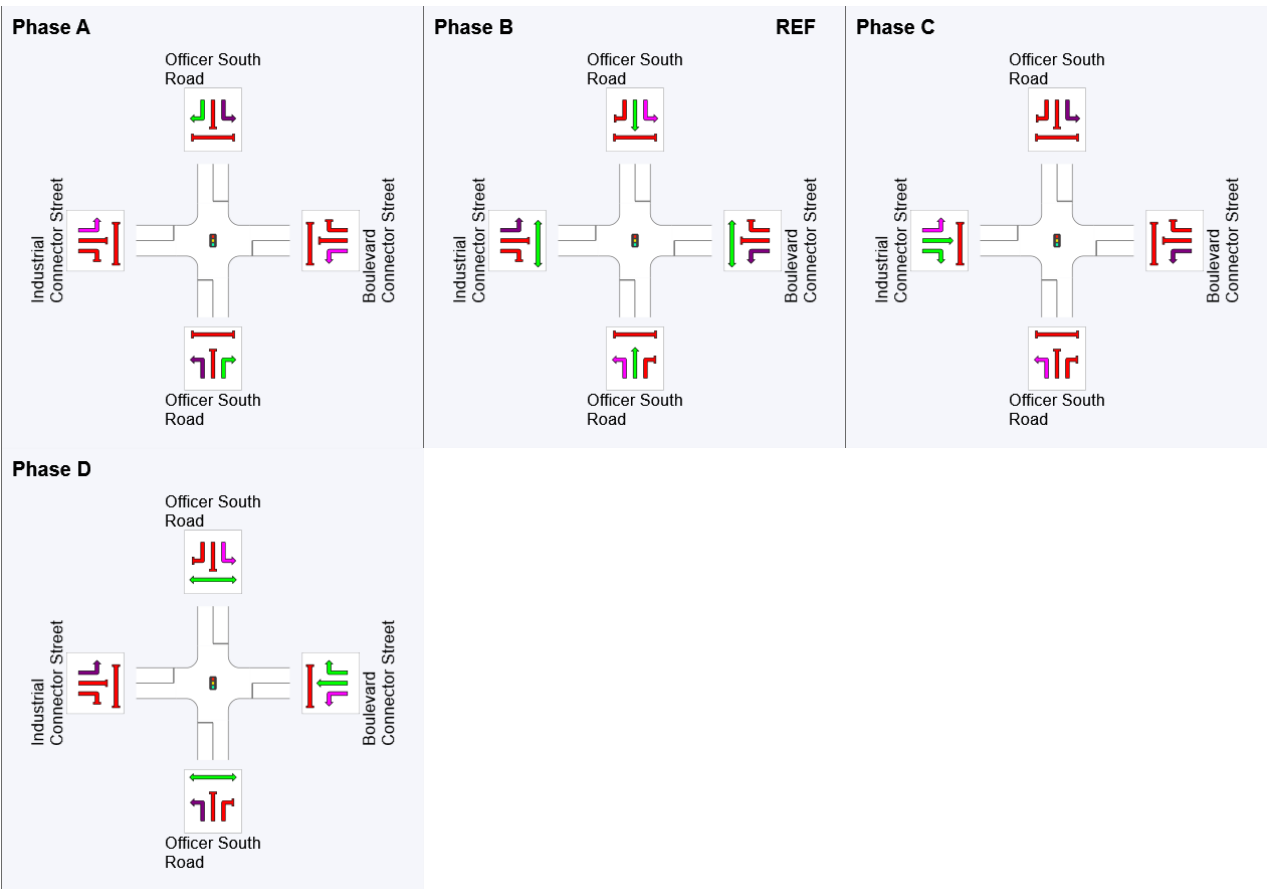 Phase A
Officer South
Road
Industrial
Connector Street
Boulevard
Connector Street
Officer South
Road
Phase B
REF
Officer South
Road
Industrial
Connector Street
Boulevard
Connector Street
Officer South
Road
Phase C
Officer South
Road
Industrial
Connector Street
Boulevard
Connector Street
Officer South
Road
Phase D
Officer South
Road
Industrial
Connector Street
Boulevard
Connector Street
Officer South
Road